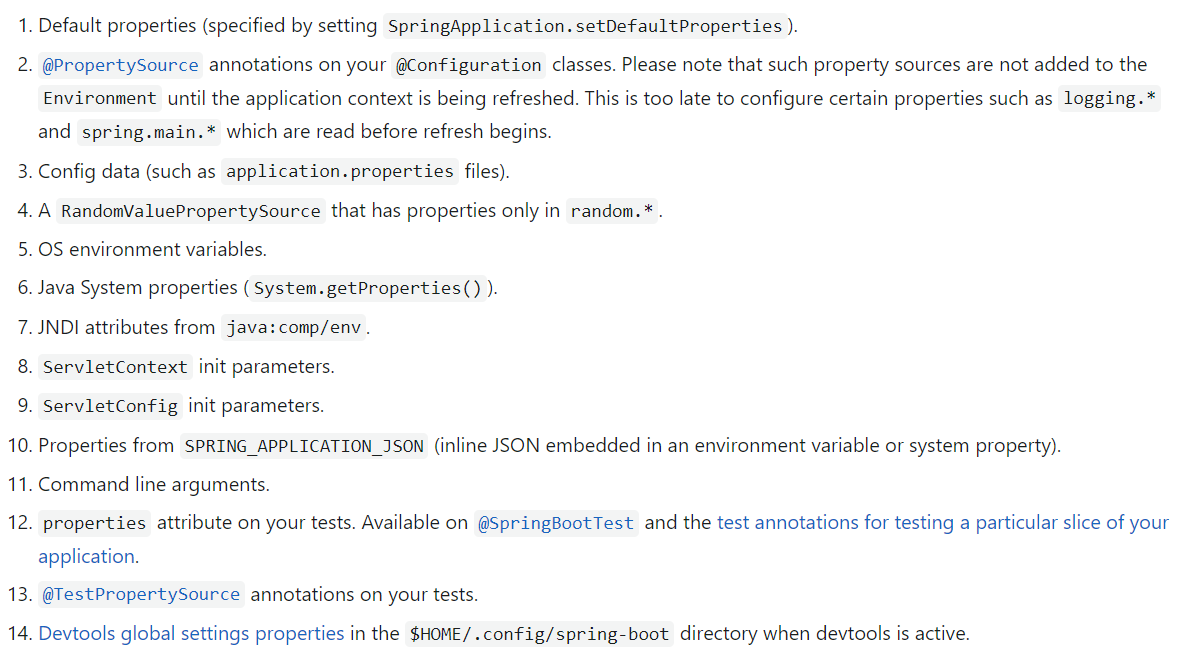 1. Default properties (specified by setting SpringApplication.setDefaultProperties).
2. @PropertySource annotations on your @Configuration classes. Please note that such property sources are not added to the
Environment until the application context is being refreshed. This is too late to configure certain properties such as logging.*
and spring.main.* which are read before refresh begins.
3. Config data (such as application.properties files).
4. A RandomValuePropertySource that has properties only in random.*.
5. OS environment variables.
6. Java System properties (System.getProperties()).
7. JNDI attributes from java:comp/env.
8. ServletContext init parameters.
9. ServletConfig init parameters.
10. Properties from SPRING_APPLICATION_JSON (inline JSON embedded in an environment variable or system property).
11. Command line arguments.
12. properties attribute on your tests. Available on @SpringBootTest and the test annotations for testing a particular slice of your
application.
13. @TestPropertySource annotations on your tests.
14. Devtools global settings properties in the $HOME/.config/spring-boot directory when devtools is active.